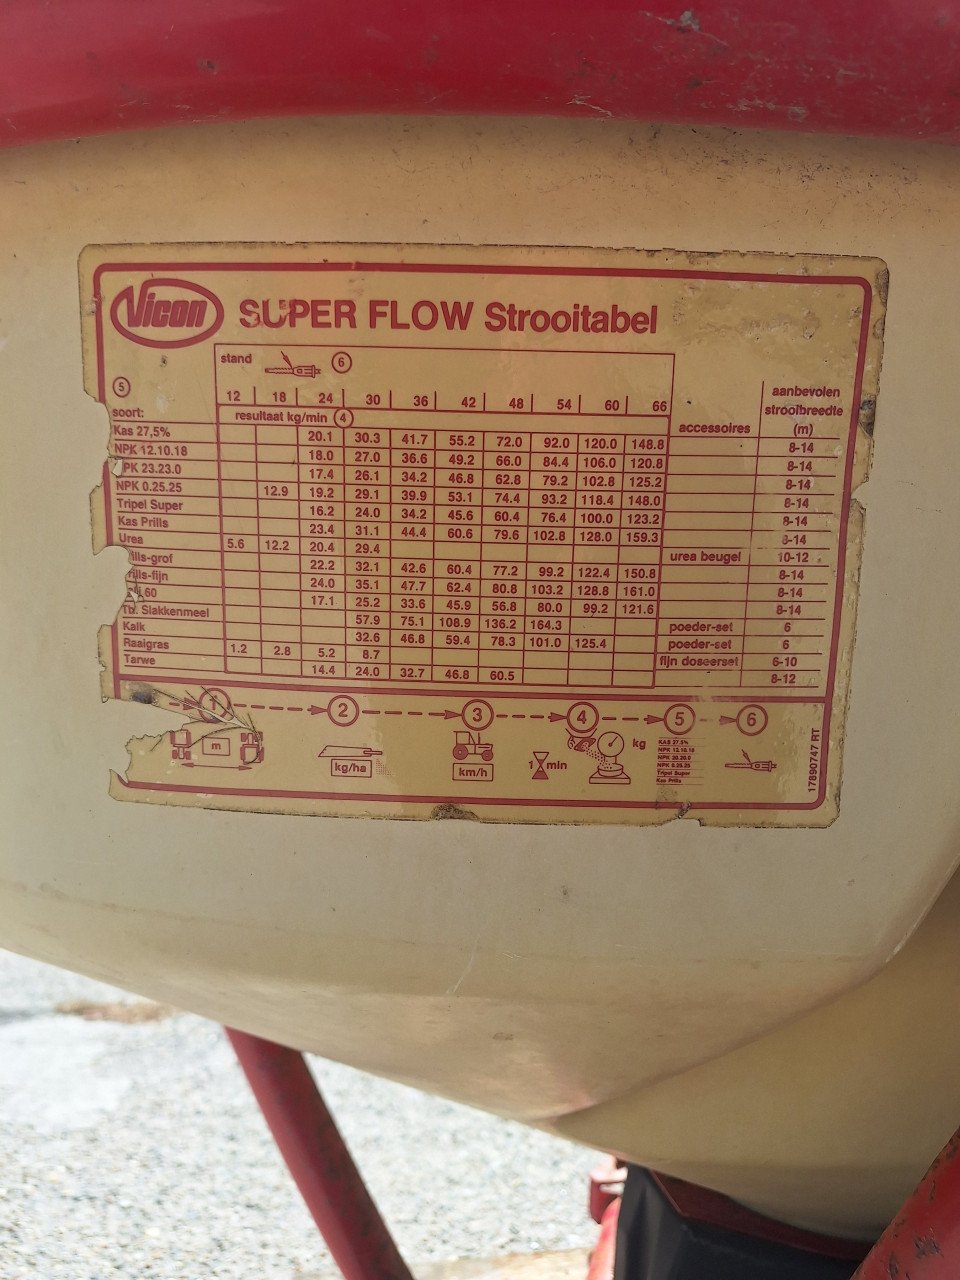 Vicon SUPER FLOW Strooitabel
stand 6
5
12 18 24 30 36 42 48 54 60 66
aanbevolen
strooibreedte
(m)
soort: resultaat kg/min 4 accessoires
Kas 27,5% 20.1 30.3 41.7 55.2 72.0 92.0 120.0 148.8 8-14
NPK 12.10.18 18.0 27.0 36.6 49.2 66.0 84.4 106.0 120.8 8-14
PK 23.23.0 17.4 26.1 34.2 46.8 62.8 79.2 102.8 125.2 8-14
NPK 0.25.25 12.9 19.2 29.1 39.9 53.1 74.4 93.2 118.4 148.0 8-14
Tripel Super 16.2 24.0 34.2 45.6 60.4 76.4 100.0 123.2 8-14
Kas Prills 23.4 31.1 44.4 60.6 79.6 102.8 128.0 159.3 8-14
Urea 5.6 12.2 20.4 29.4 urea beugel 10-12
ills-grof 22.2 32.1 42.6 60.4 77.2 99.2 122.4 150.8 8-14
rills-fijn 24.0 35.1 47.7 62.4 80.8 103.2 128.8 161.0 8-14
60 17.1 25.2 33.6 45.9 56.8 80.0 99.2 121.6 8-14
Th. Slakkenmeel 57.9 75.1 108.9 136.2 164.3 poeder-set 6
Kalk 32.6 46.8 59.4 78.3 101.0 125.4 poeder-set 6
Raaigras 1.2 2.8 5.2 8.7 fijn doseerset 6-10
Tarwe 14.4 24.0 32.7 46.8 60.5 8-12
1 2 3 4 5 6
m kg/ha km/h 1 min kg
KAS 27.5%
NPK 12.10.18
NPK 20.20.0
NPK 0.25.25
Tripel Super
Kas Prills
17890747 RT